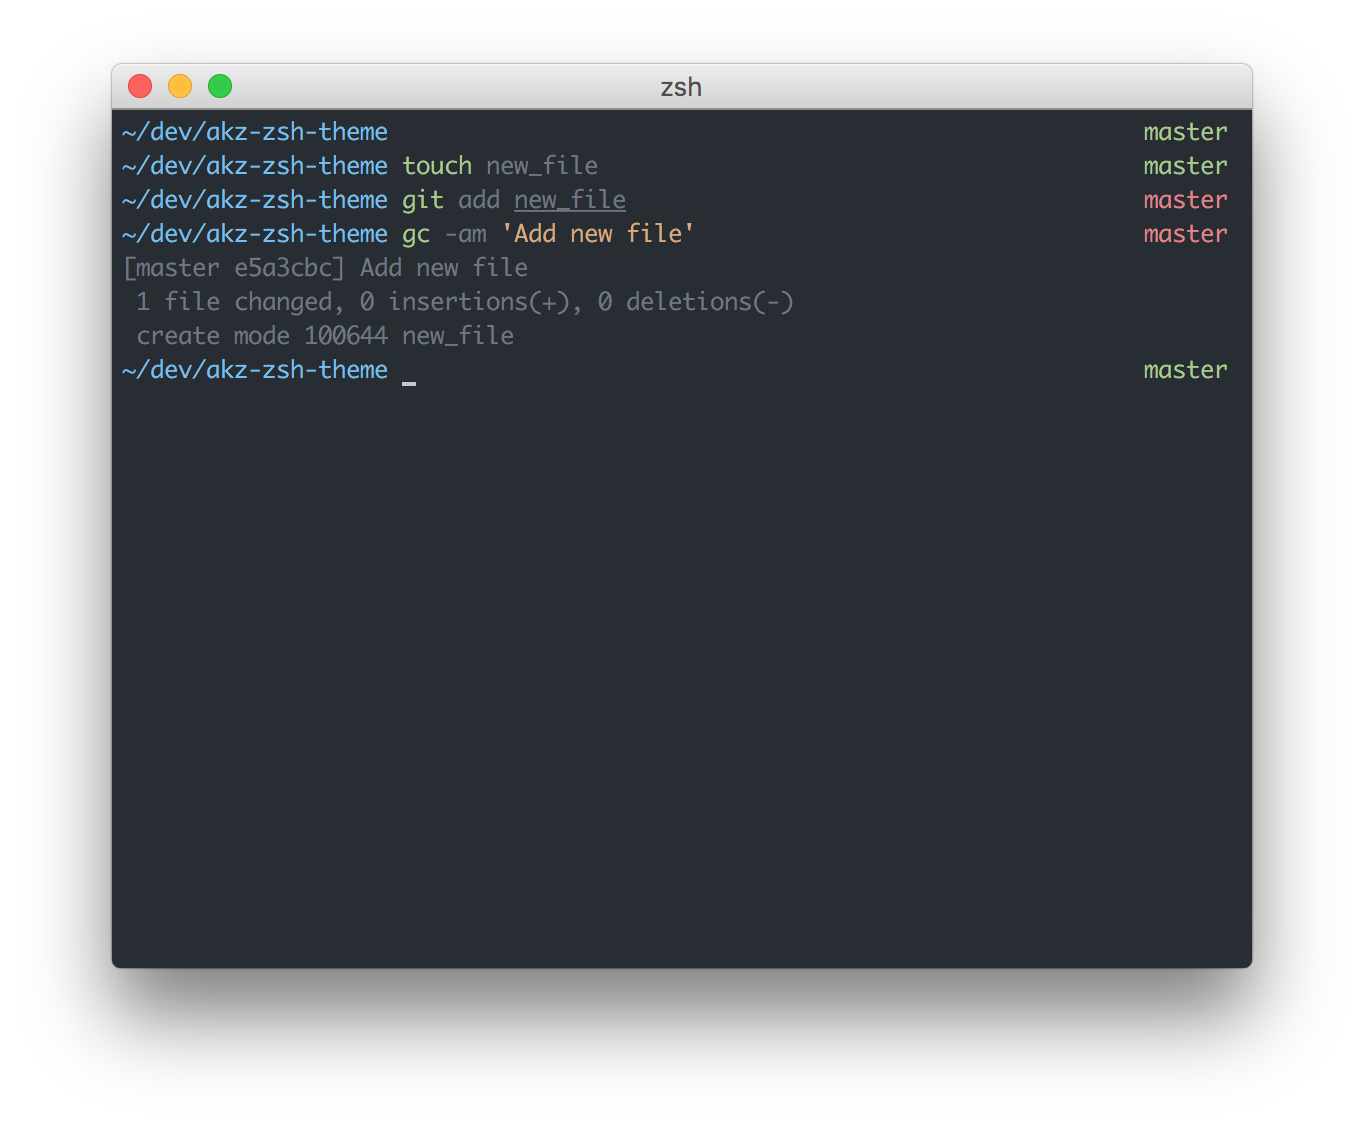 zsh
~/dev/akz-zsh-theme master
~/dev/akz-zsh-theme touch new_file master
~/dev/akz-zsh-theme git add new_file master
~/dev/akz-zsh-theme gc -am 'Add new file' master
[master e5a3cbc] Add new file
 1 file changed, 0 insertions(+), 0 deletions(-)
 create mode 100644 new_file
~/dev/akz-zsh-theme _ master